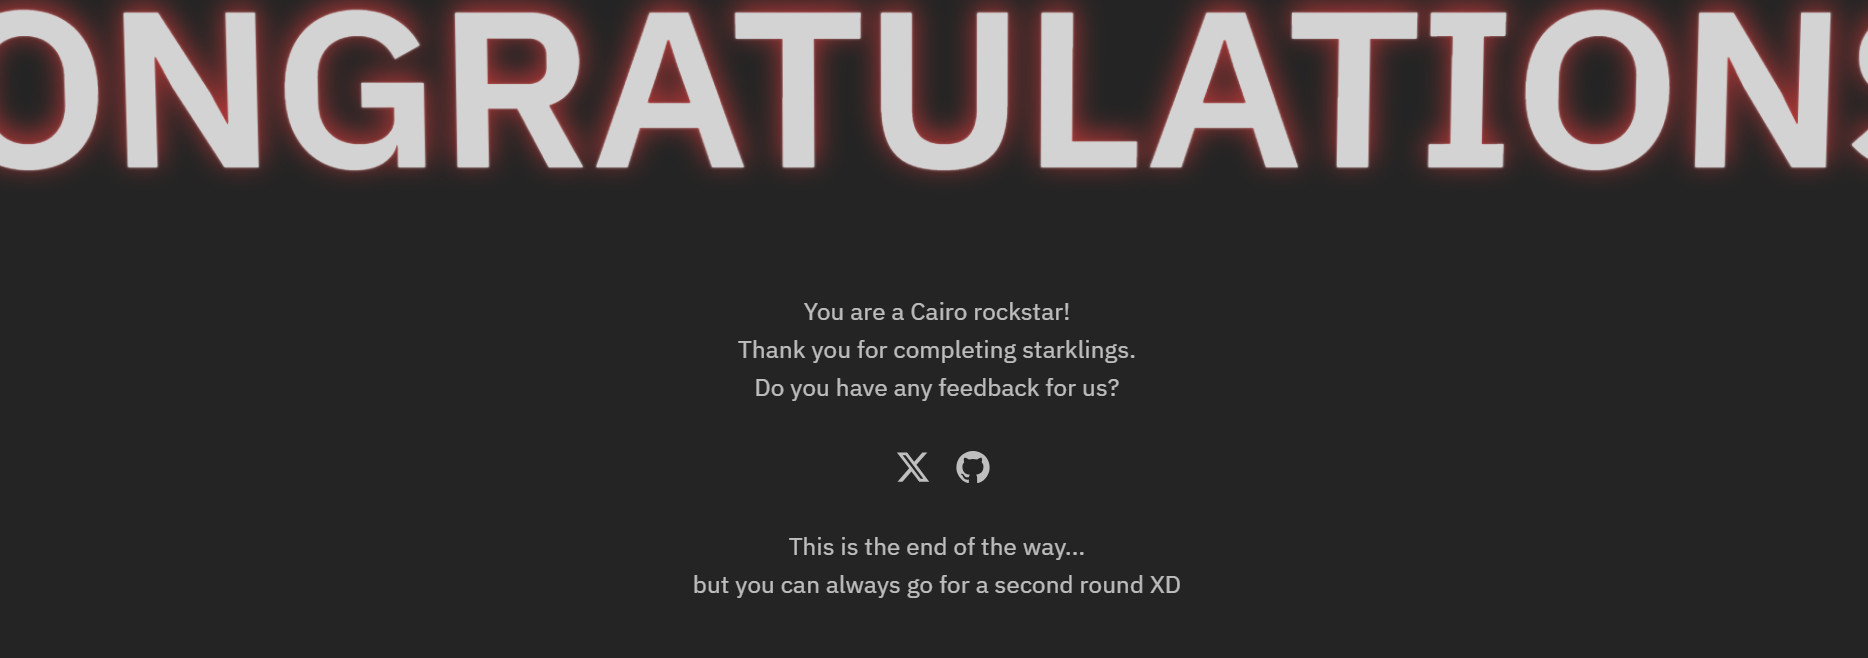 ONGRATULATIONS
You are a Cairo rockstar!
Thank you for completing starklings.
Do you have any feedback for us?
This is the end of the way...
but you can always go for a second round XD